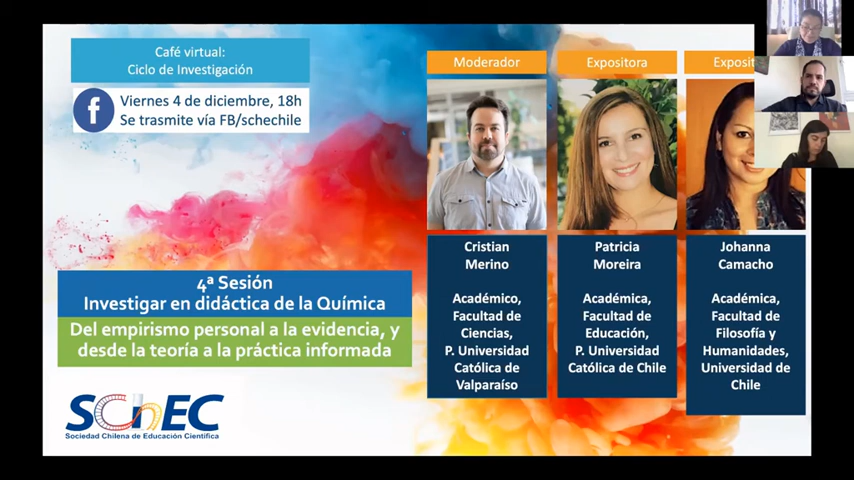 Café virtual:
Ciclo de Investigación
Viernes 4 de diciembre, 18h
Se trasmite vía FB/schechile
4ª Sesión
Investigar en didáctica de la Química
Del empirismo personal a la evidencia, y
desde la teoría a la práctica informada
SChEC
Sociedad Chilena de Educación Científica
Moderador
Cristian
Merino
Académico,
Facultad de
Ciencias,
P. Universidad
Católica de
Valparaíso
Expositora
Patricia
Moreira
Académica,
Facultad de
Educación,
P. Universidad
Católica de Chile
Johanna
Camacho
Académica,
Facultad de
Filosofía y
Humanidades,
Universidad de
Chile